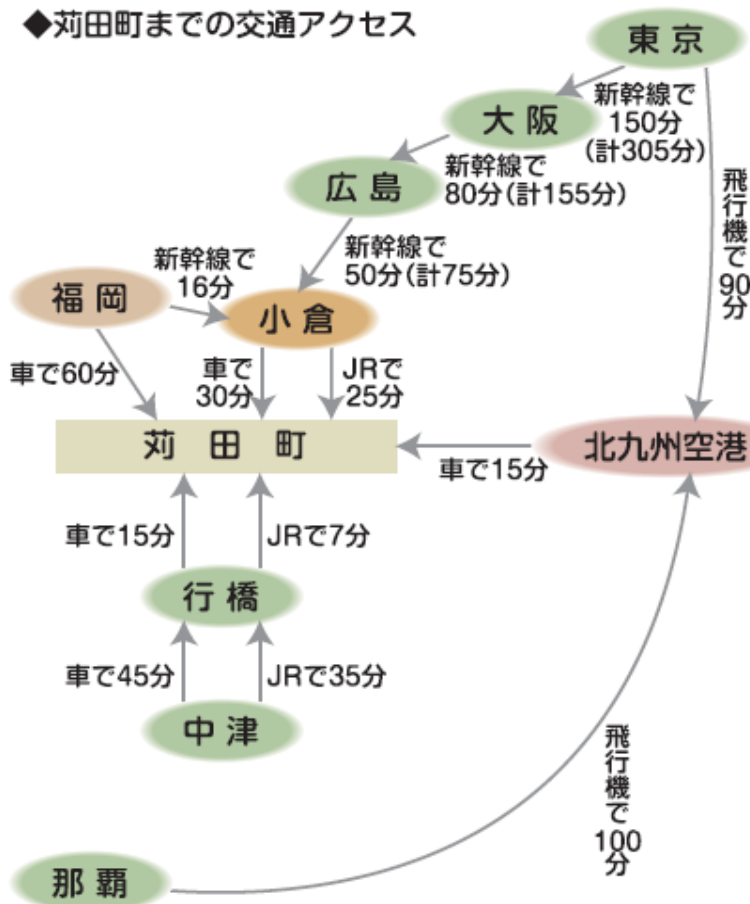 ◆苅田町までの交通アクセス
東京
大阪
新幹線で
150分
(計305分)
広島
新幹線で
80分(計155分)
飛行機で90分
新幹線で
50分(計75分)
新幹線で
16分
福岡
小倉
車で60分
車で
30分
JRで
25分
苅田町
北九州空港
車で15分
車で15分
JRで7分
行橋
車で45分
JRで35分
中津
飛行機で100分
那覇